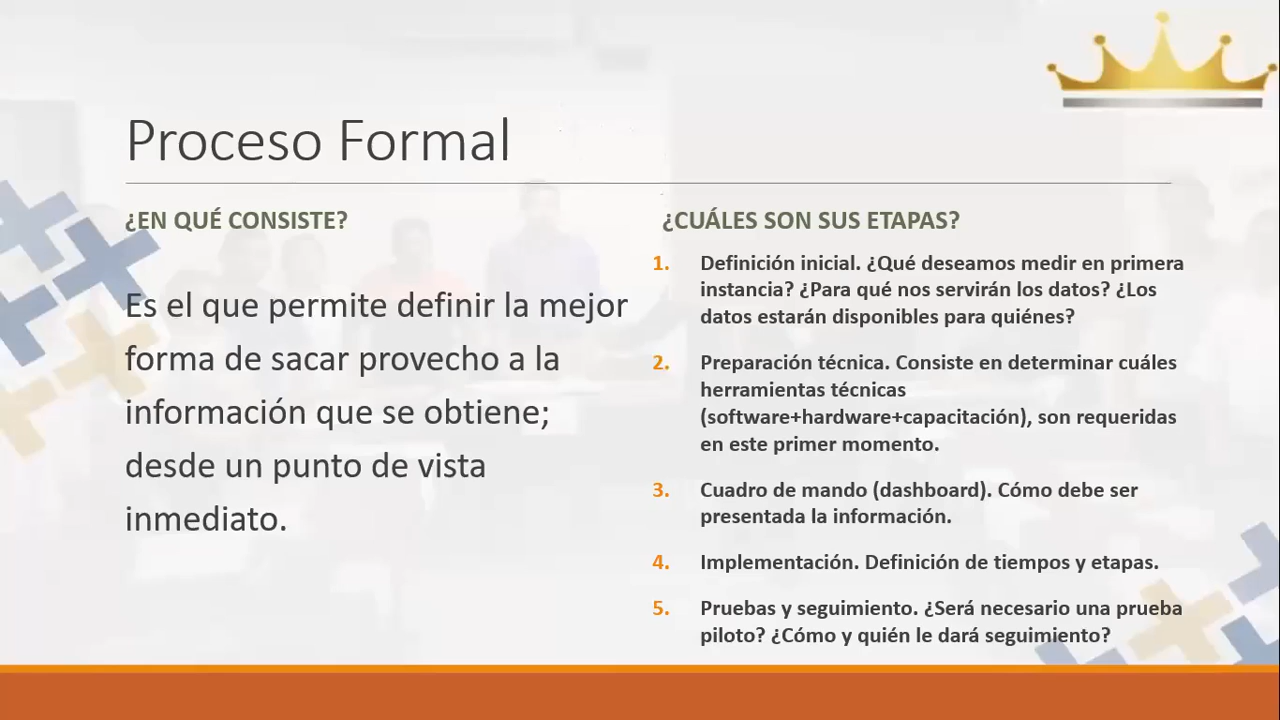 Proceso Formal
¿EN QUÉ CONSISTE?
Es el que permite definir la mejor
forma de sacar provecho a la
información que se obtiene;
desde un punto de vista
inmediato.
¿CUÁLES SON SUS ETAPAS?
1. Definición inicial. ¿Qué deseamos medir en primera
instancia? ¿Para qué nos servirán los datos? ¿Los
datos estarán disponibles para quiénes?
2. Preparación técnica. Consiste en determinar cuáles
herramientas técnicas
(software+hardware+capacitación), son requeridas
en este primer momento.
3. Cuadro de mando (dashboard). Cómo debe ser
presentada la información.
4. Implementación. Definición de tiempos y etapas.
5. Pruebas y seguimiento. ¿Será necesario una prueba
piloto? ¿Cómo y quién le dará seguimiento?